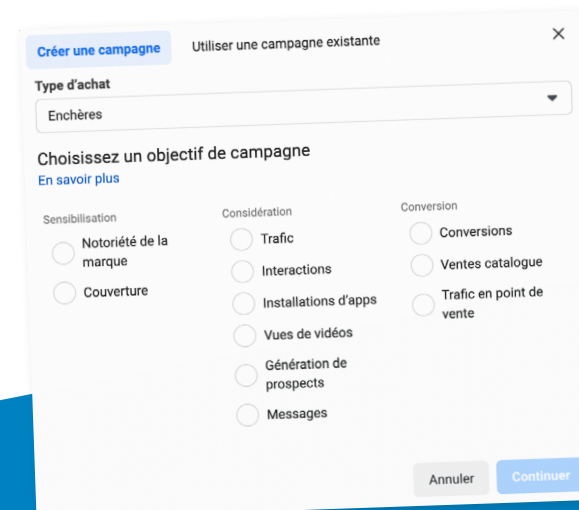 Créer une campagne
Utiliser une campagne existante
Type d'achat
Enchères
Choisissez un objectif de campagne
En savoir plus
Sensibilisation
Notoriété de la
marque
Couverture
Considération
Trafic
Interactions
Installations d'apps
Vues de vidéos
Génération de
prospects
Messages
Conversion
Conversions
Ventes catalogue
Trafic en point de
vente
Annuler
Continuer